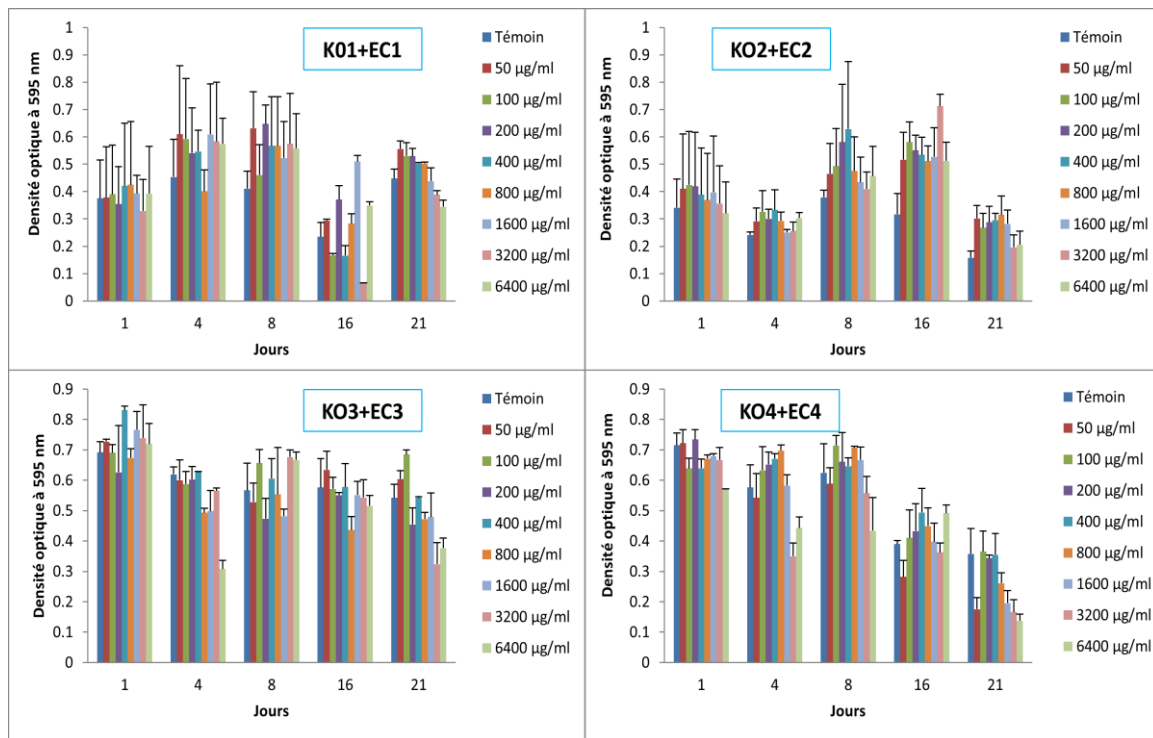 K01+EC1
Densité optique à 595 nm
1
0.9
0.8
0.7
0.6
0.5
0.4
0.3
0.2
0.1
0
1 4 8 16 21
Jours
Témoin
50 µg/ml
100 µg/ml
200 µg/ml
400 µg/ml
800 µg/ml
1600 µg/ml
3200 µg/ml
6400 µg/ml
KO2+EC2
Densité optique à 595 nm
1
0.9
0.8
0.7
0.6
0.5
0.4
0.3
0.2
0.1
0
1 4 8 16 21
Jours
Témoin
50 µg/ml
100 µg/ml
200 µg/ml
400 µg/ml
800 µg/ml
1600 µg/ml
3200 µg/ml
6400 µg/ml
KO3+EC3
Densité optique à 595 nm
0.9
0.8
0.7
0.6
0.5
0.4
0.3
0.2
0.1
0
1 4 8 16 21
Jours
Témoin
50 µg/ml
100 µg/ml
200 µg/ml
400 µg/ml
800 µg/ml
1600 µg/ml
3200 µg/ml
6400 µg/ml
KO4+EC4
Densité optique à 595 nm
0.9
0.8
0.7
0.6
0.5
0.4
0.3
0.2
0.1
0
1 4 8 16 21
Jours
Témoin
50 µg/ml
100 µg/ml
200 µg/ml
400 µg/ml
800 µg/ml
1600 µg/ml
3200 µg/ml
6400 µg/ml